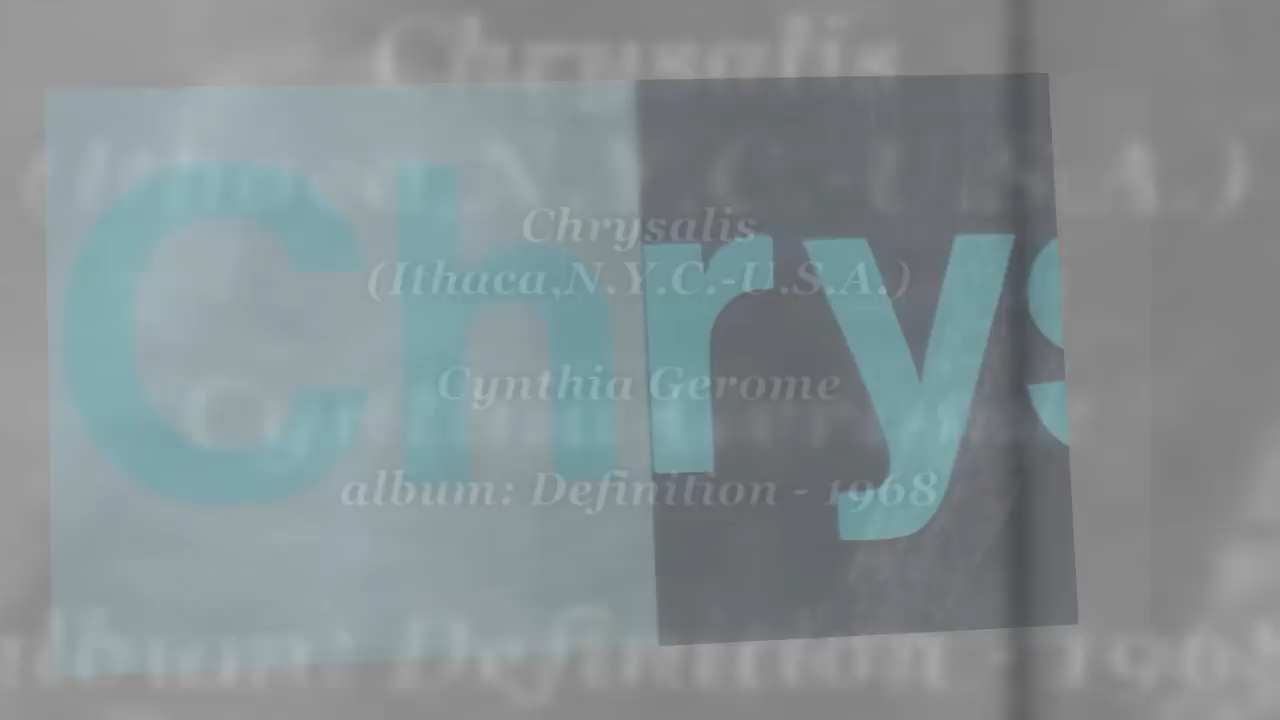 Chrysalis
(Ithaca,N.Y.C.-U.S.A.)
Cynthia Gerome
album: Definition - 1968
Chrys